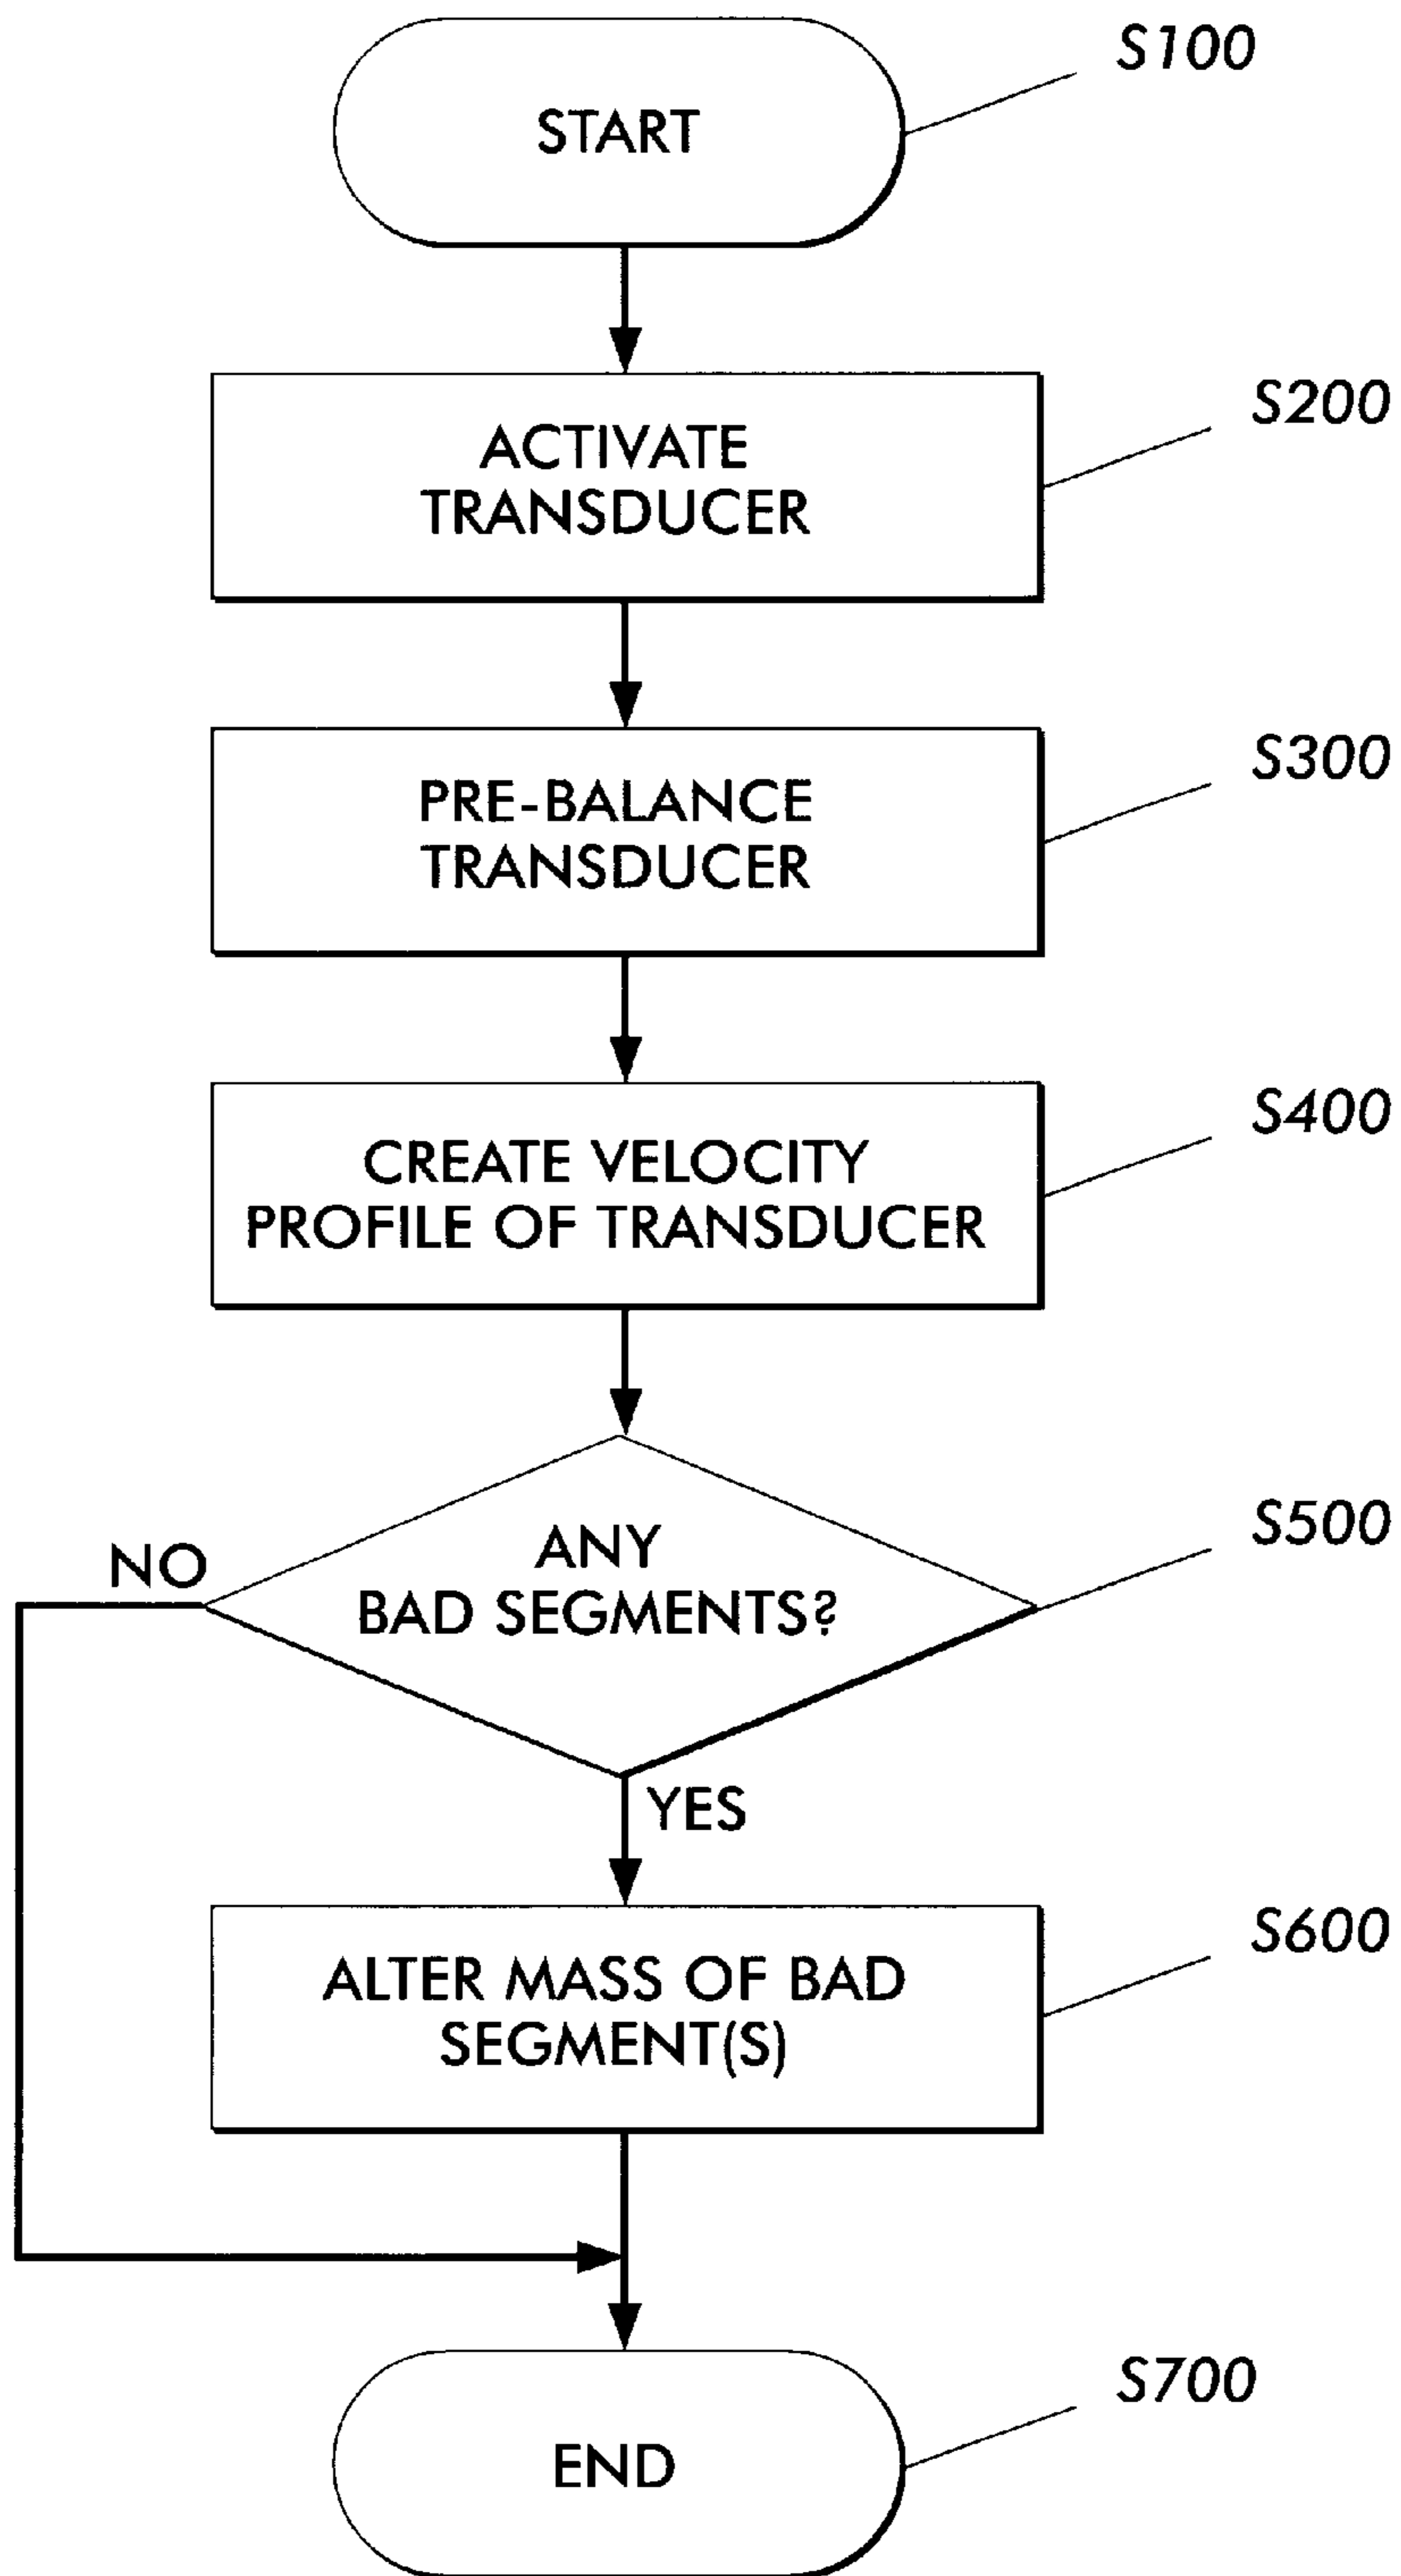 START
S100
ACTIVATE
TRANSDUCER
S200
PRE-BALANCE
TRANSDUCER
S300
CREATE VELOCITY
PROFILE OF TRANSDUCER
S400
ANY
BAD SEGMENTS?
S500
NO
YES
ALTER MASS OF BAD
SEGMENT(S)
S600
END
S700